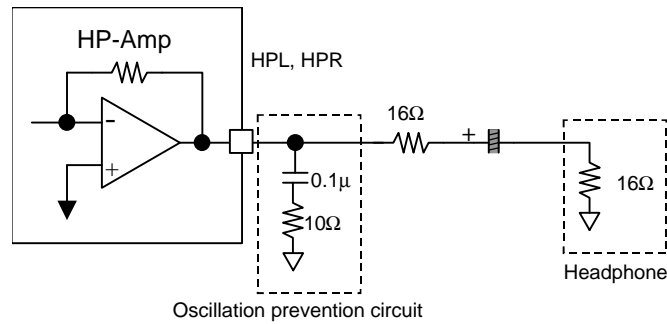 HP-Amp
HPL, HPR
-
+
16Ω
+
0.1μ
10Ω
16Ω
Headphone
Oscillation prevention circuit